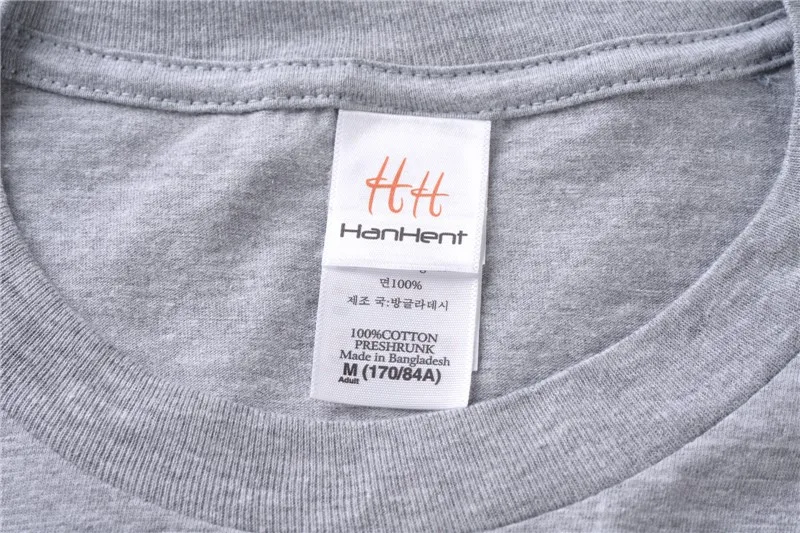 HH
HanHent
면100%
제조 국:방글라데시
100%COTTON
PRESHRUNK
Made in Bangladesh
M (170/84A)
Adult